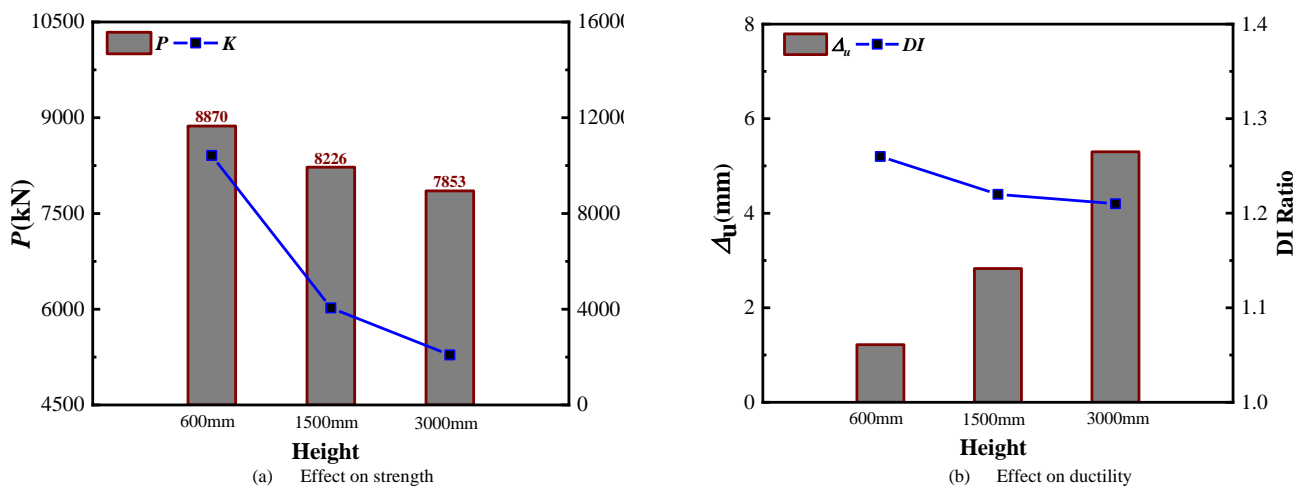 10500
9000
7500
6000
4500
P(kN)
P K
8870
8226
7853
16000
12000
8000
4000
0
600mm 1500mm 3000mm
Height
(a) Effect on strength
8
6
4
2
0
Δu(mm)
Δu DI
1.4
1.3
1.2
1.1
1.0
DI Ratio
600mm 1500mm 3000mm
Height
(b) Effect on ductility